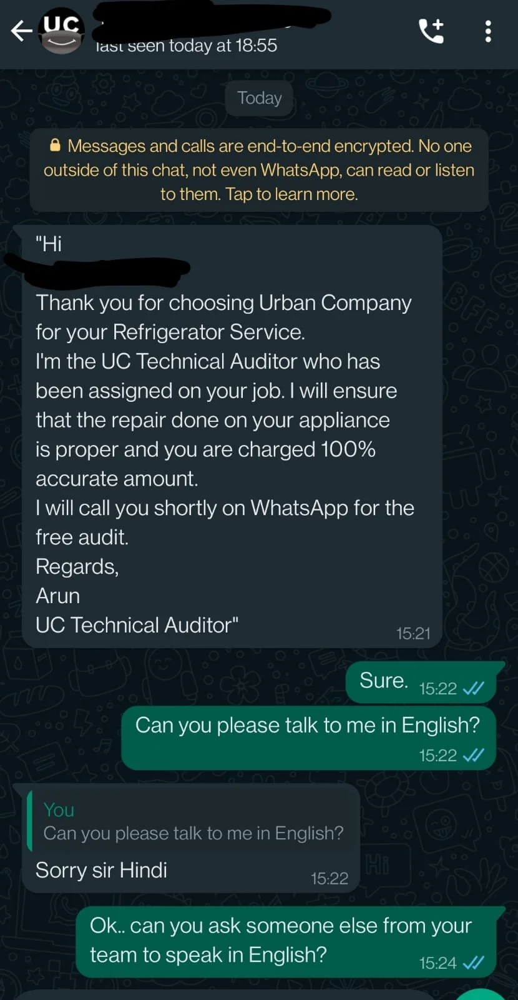 UC
last seen today at 18:55
Today
Messages and calls are end-to-end encrypted. No one
outside of this chat, not even WhatsApp, can read or listen
to them. Tap to learn more.
"Hi
Thank you for choosing Urban Company
for your Refrigerator Service.
I'm the UC Technical Auditor who has
been assigned on your job. I will ensure
that the repair done on your appliance
is proper and you are charged 100%
accurate amount.
I will call you shortly on WhatsApp for the
free audit.
Regards,
Arun
UC Technical Auditor"
15:21
Sure. 15:22
Can you please talk to me in English?
15:22
You
Can you please talk to me in English?
Sorry sir Hindi
15:22
Ok.. can you ask someone else from your
team to speak in English?
15:24